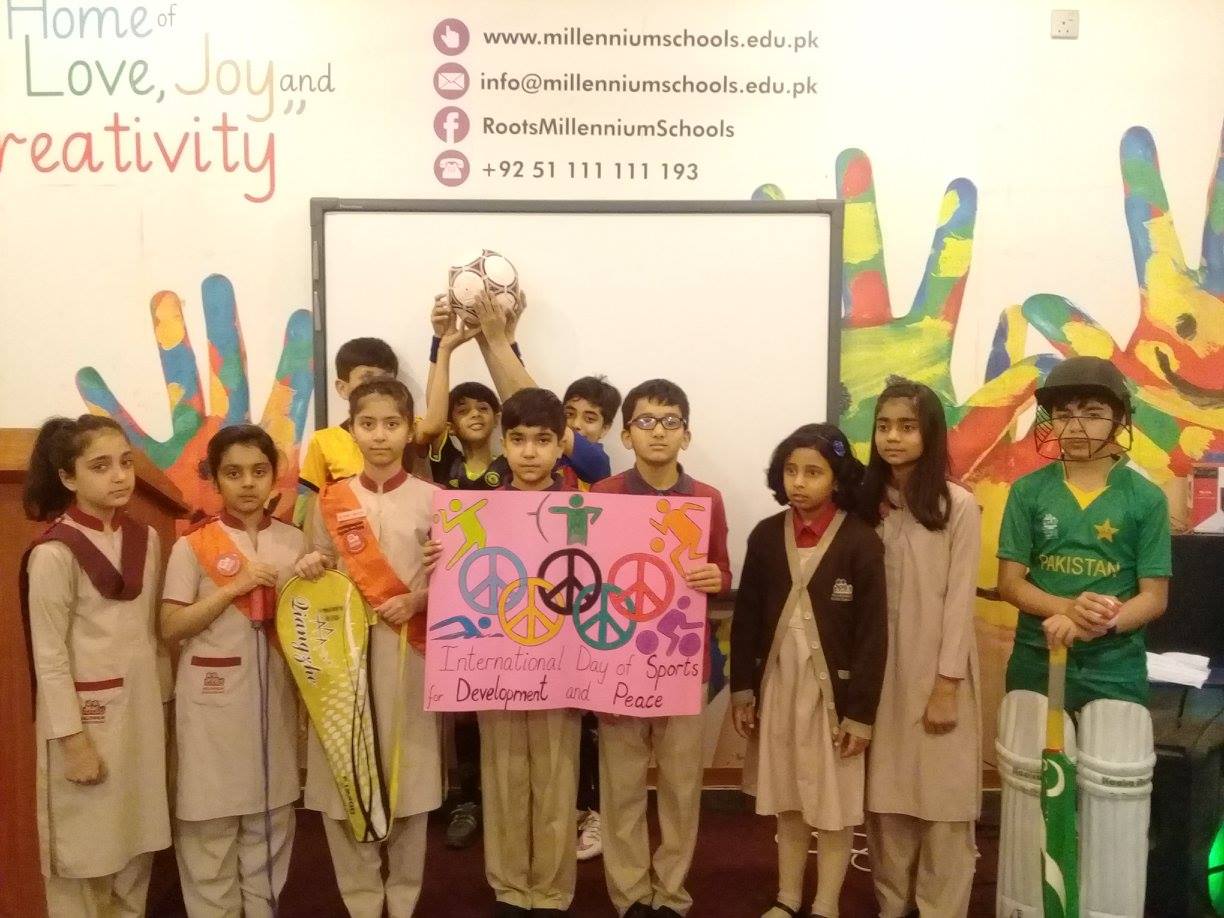 Home of
Love, Joy and
reativity”
www.millenniumschools.edu.pk
info@millenniumschools.edu.pk
RootsMillenniumSchools
+92 51 111 111 193
International Day of Sports
for Development and Peace
PAKISTAN